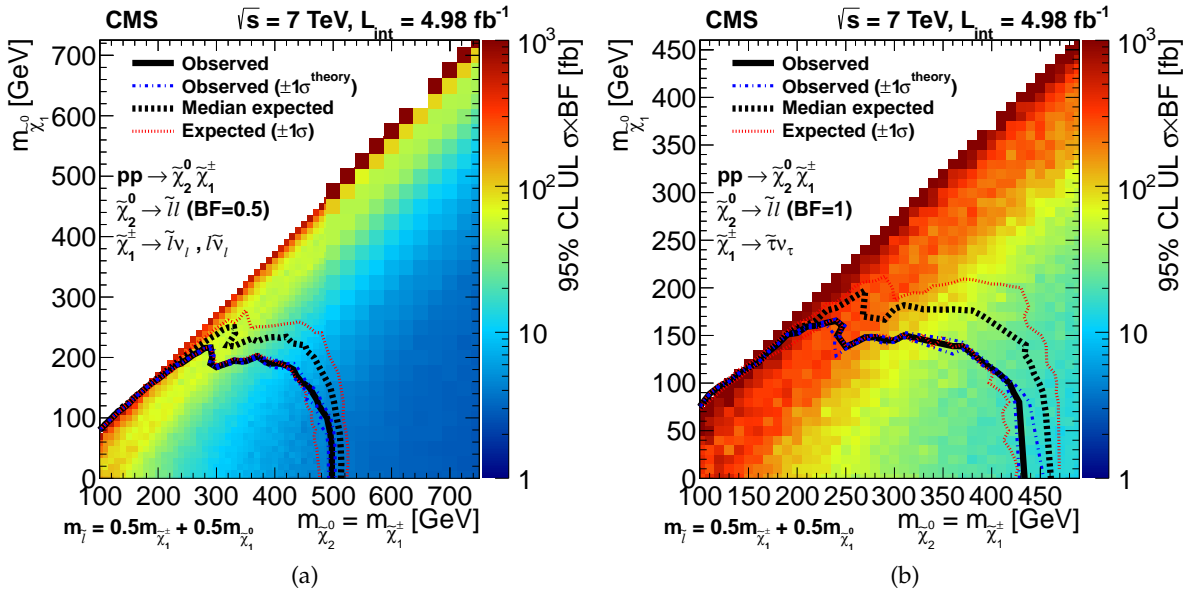 CMS √s = 7 TeV, L_int = 4.98 fb⁻¹
m_χ̃₁⁰ [GeV]
700
600
500
400
300
200
100
0
Observed
Observed (±1σ^theory)
Median expected
Expected (±1σ)
pp → χ̃₂⁰ χ̃₁^±
χ̃₂⁰ → l̃l (BF=0.5)
χ̃₁^± → l̃ν_l , lν̃_l
100 200 300 400 500 600 700
m_χ̃₂⁰ = m_χ̃₁^± [GeV]
m_l̃ = 0.5m_χ̃₁^± + 0.5m_χ̃₁⁰
10³
10²
10
1
95% CL UL σ×BF [fb]
(a)
CMS √s = 7 TeV, L_int = 4.98 fb⁻¹
m_χ̃₁⁰ [GeV]
450
400
350
300
250
200
150
100
50
0
Observed
Observed (±1σ^theory)
Median expected
Expected (±1σ)
pp → χ̃₂⁰ χ̃₁^±
χ̃₂⁰ → l̃l (BF=1)
χ̃₁^± → τ̃ν_τ
100 150 200 250 300 350 400 450
m_χ̃₂⁰ = m_χ̃₁^± [GeV]
m_l̃ = 0.5m_χ̃₁^± + 0.5m_χ̃₁⁰
10³
10²
10
1
95% CL UL σ×BF [fb]
(b)